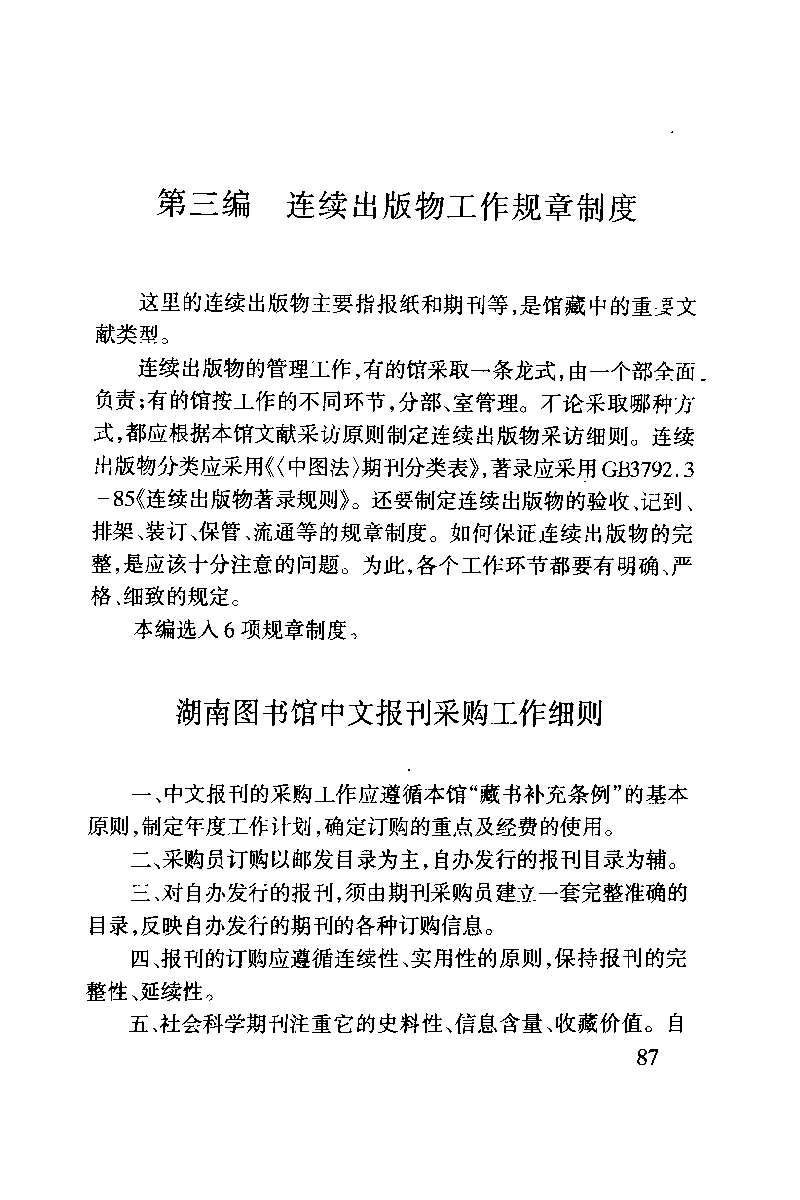 第三编　连续出版物工作规章制度
这里的连续出版物主要指报纸和期刊等,是馆藏中的重要文
献类型。
连续出版物的管理工作,有的馆采取一条龙式,由一个部全面
负责;有的馆按工作的不同环节,分部、室管理。不论采取哪种方
式,都应根据本馆文献采访原则制定连续出版物采访细则。连续
出版物分类应采用《〈中图法〉期刊分类表》,著录应采用GB3792.3
-85《连续出版物著录规则》。还要制定连续出版物的验收、记到、
排架、装订、保管、流通等的规章制度。如何保证连续出版物的完
整,是应该十分注意的问题。为此,各个工作环节都要有明确、严
格、细致的规定。
本编选入6项规章制度。
湖南图书馆中文报刊采购工作细则
一、中文报刊的采购工作应遵循本馆“藏书补充条例”的基本
原则,制定年度工作计划,确定订购的重点及经费的使用。
二、采购员订购以邮发目录为主,自办发行的报刊目录为辅。
三、对自办发行的报刊,须由期刊采购员建立一套完整准确的
目录,反映自办发行的期刊的各种订购信息。
四、报刊的订购应遵循连续性、实用性的原则,保持报刊的完
整性、延续性。
五、社会科学期刊注重它的史料性、信息含量、收藏价值。自
87